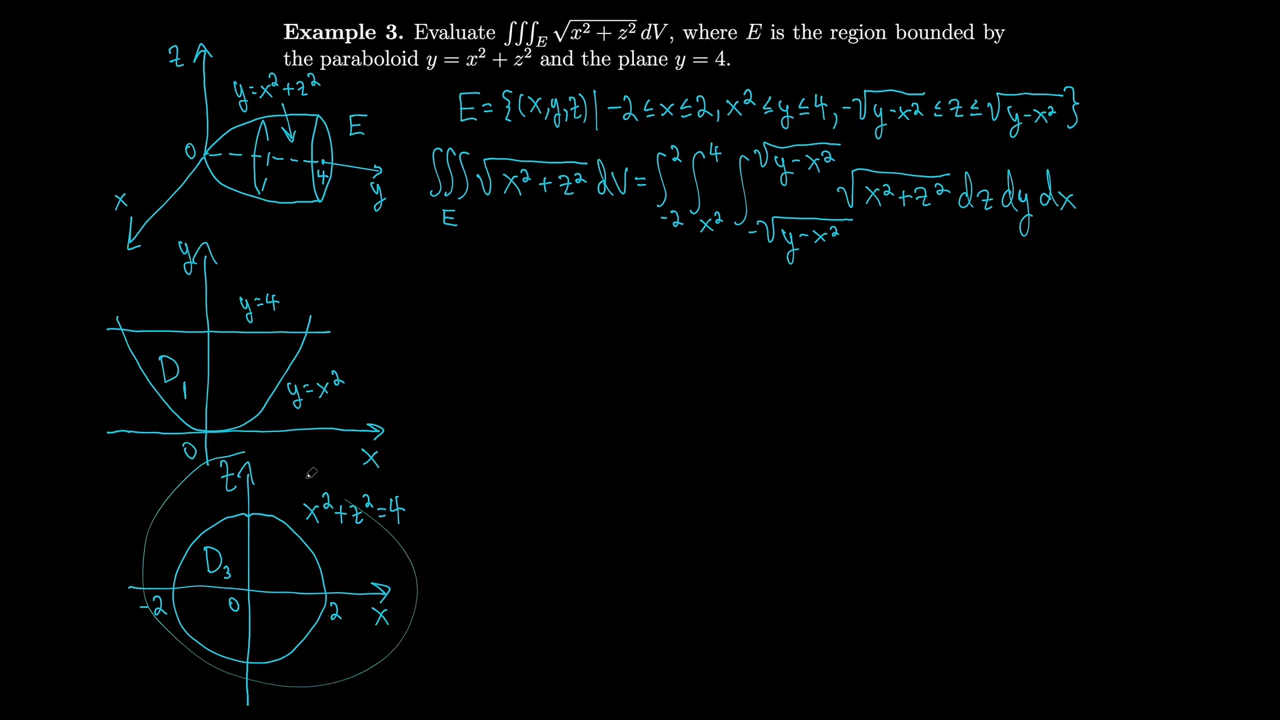 Example 3. Evaluate ∭_E √(x² + z²) dV, where E is the region bounded by
the paraboloid y = x² + z² and the plane y = 4.
z
y=x²+z²
E
0
1
4
x
y
E = {(x,y,z)| -2 ≤ x ≤ 2, x² ≤ y ≤ 4, -√(y-x²) ≤ z ≤ √(y-x²)}
∭_E √(x²+z²) dV = ∫_{-2}^{2} ∫_{x²}^{4} ∫_{-√(y-x²)}^{√(y-x²)} √(x²+z²) dz dy dx
y
y=4
D₁
y=x²
0
x
z
x²+z²=4
D₃
-2
0
2
x